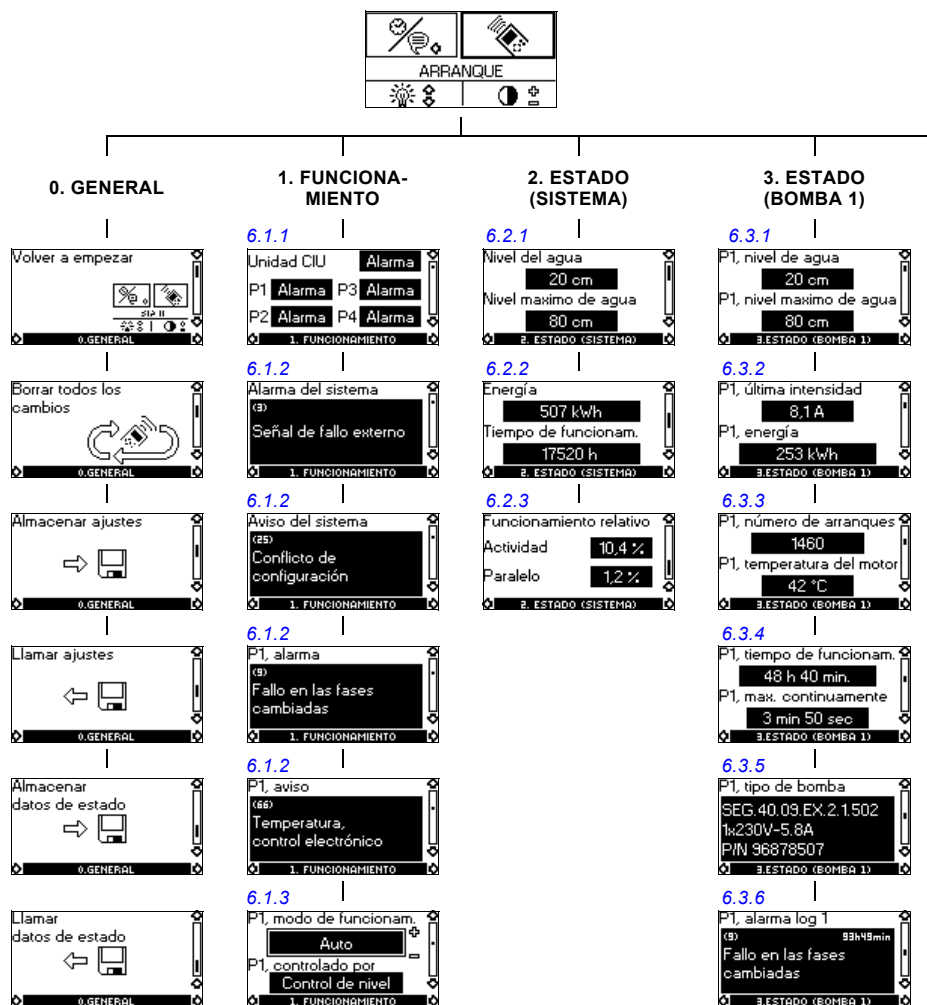 ARRANQUE
0. GENERAL
Volver a empezar
0.GENERAL
Borrar todos los
cambios
0.GENERAL
Almacenar ajustes
0.GENERAL
Llamar ajustes
0.GENERAL
Almacenar
datos de estado
0.GENERAL
Llamar
datos de estado
0.GENERAL
1. FUNCIONA-
MIENTO
6.1.1
Unidad CIU Alarma
P1 Alarma P3 Alarma
P2 Alarma P4 Alarma
1. FUNCIONAMIENTO
6.1.2
Alarma del sistema
(3)
Señal de fallo externo
1. FUNCIONAMIENTO
6.1.2
Aviso del sistema
(25)
Conflicto de
configuración
1. FUNCIONAMIENTO
6.1.2
P1, alarma
(9)
Fallo en las fases
cambiadas
1. FUNCIONAMIENTO
6.1.2
P1, aviso
(66)
Temperatura,
control electrónico
1. FUNCIONAMIENTO
6.1.3
P1, modo de funcionam.
Auto
P1, controlado por
Control de nivel
1. FUNCIONAMIENTO
2. ESTADO
(SISTEMA)
6.2.1
Nivel del agua
20 cm
Nivel maximo de agua
80 cm
2. ESTADO (SISTEMA)
6.2.2
Energía
507 kWh
Tiempo de funcionam.
17520 h
2. ESTADO (SISTEMA)
6.2.3
Funcionamiento relativo
Actividad 10,4 %
Paralelo 1,2 %
2. ESTADO (SISTEMA)
3. ESTADO
(BOMBA 1)
6.3.1
P1, nivel de agua
20 cm
P1, nivel maximo de agua
80 cm
3.ESTADO (BOMBA 1)
6.3.2
P1, última intensidad
8,1 A
P1, energía
253 kWh
3.ESTADO (BOMBA 1)
6.3.3
P1, número de arranques
1460
P1, temperatura del motor
42 °C
3.ESTADO (BOMBA 1)
6.3.4
P1, tiempo de funcionam.
48 h 40 min.
P1, max. continuamente
3 min 50 sec
3.ESTADO (BOMBA 1)
6.3.5
P1, tipo de bomba
SEG.40.09.EX.2.1.502
1x230V-5.8A
P/N 96878507
3.ESTADO (BOMBA 1)
6.3.6
P1, alarma log 1
(9) 93h49min
Fallo en las fases
cambiadas
3.ESTADO (BOMBA 1)